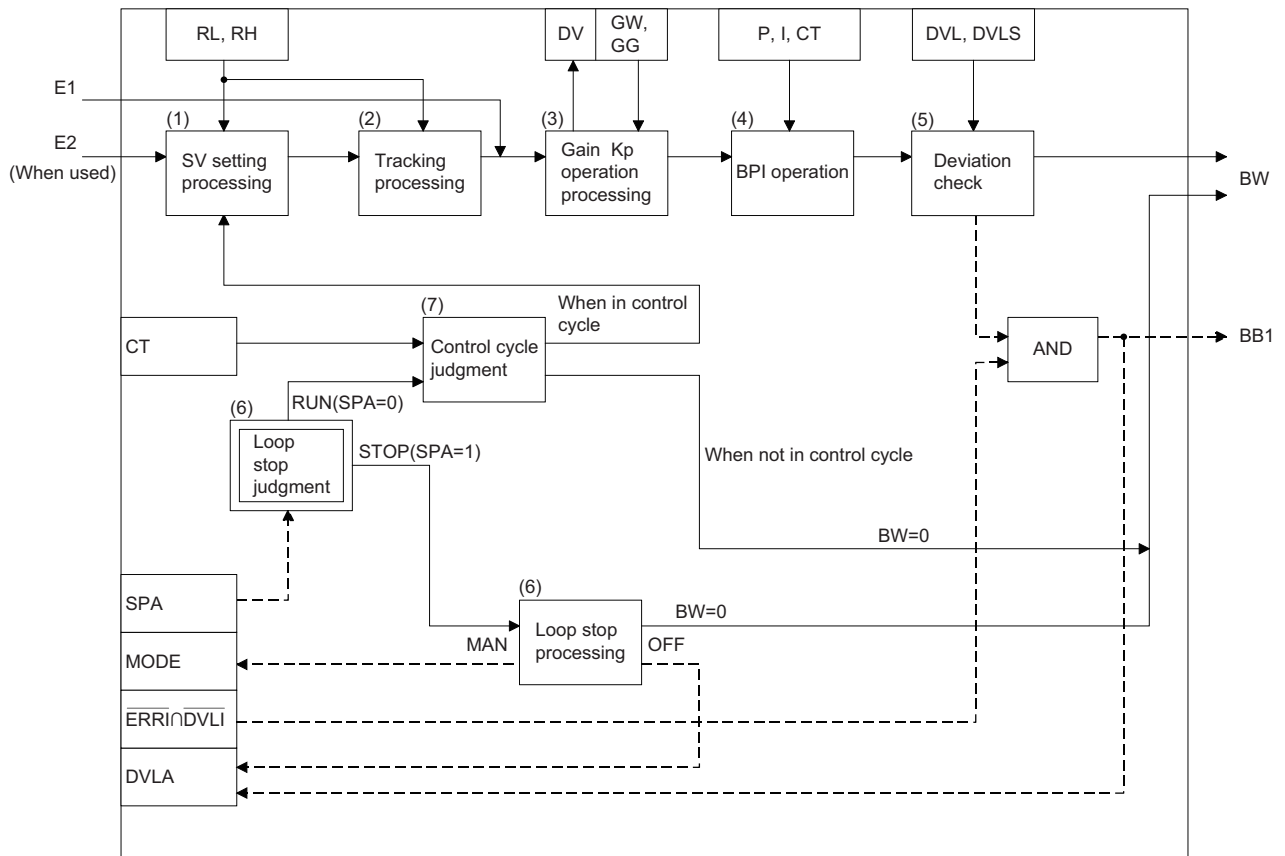 RL, RH
DV
GW,
GG
P, I, CT
DVL, DVLS
E1
E2
(When used)
(1)
SV setting
processing
(2)
Tracking
processing
(3)
Gain Kp
operation
processing
(4)
BPI operation
(5)
Deviation
check
BW
When in control
cycle
(7)
CT
Control cycle
judgment
AND
BB1
RUN(SPA=0)
(6)
Loop
stop
judgment
STOP(SPA=1)
When not in control cycle
BW=0
SPA
(6)
BW=0
Loop stop
processing
MAN
OFF
MODE
E̅R̅R̅I̅∩D̅V̅L̅I̅
DVLA